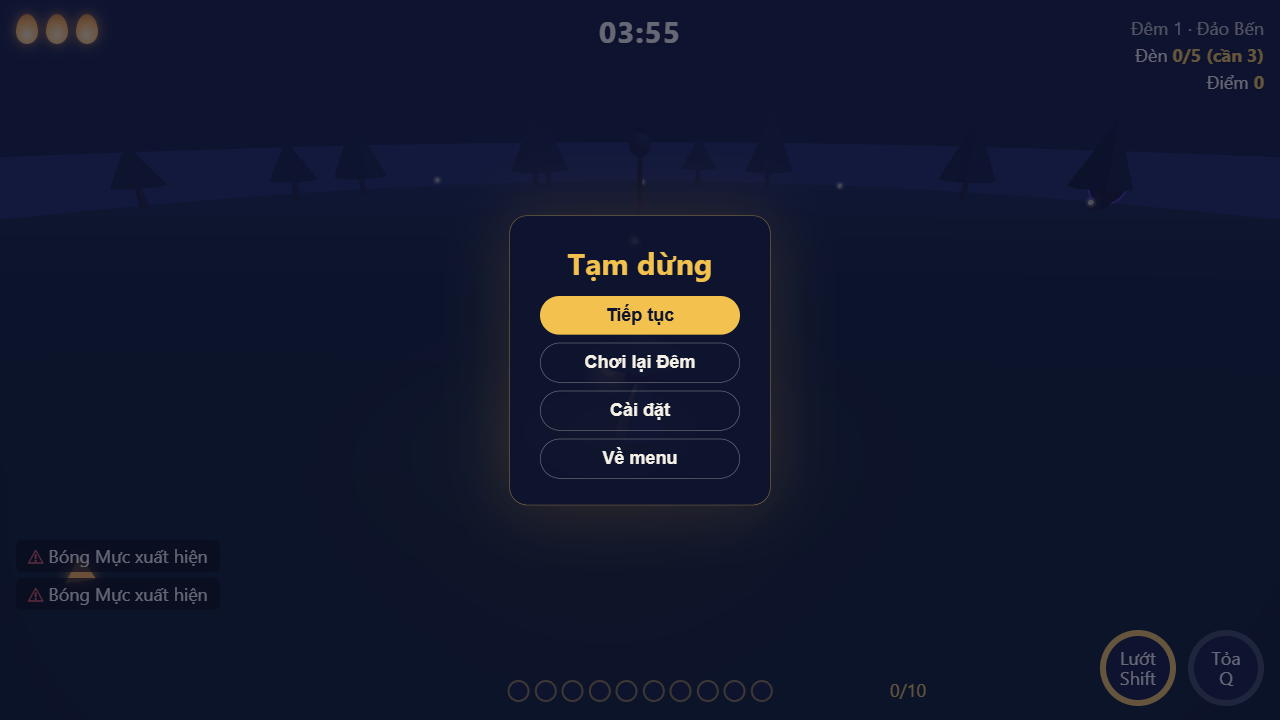 03:55
Đêm 1 · Đảo Bến
Đèn 0/5 (cần 3)
Điểm 0
Tạm dừng
Tiếp tục
Chơi lại Đêm
Cài đặt
Về menu
⚠ Bóng Mực xuất hiện
⚠ Bóng Mực xuất hiện
Lướt
Shift
Tỏa
Q
0/10